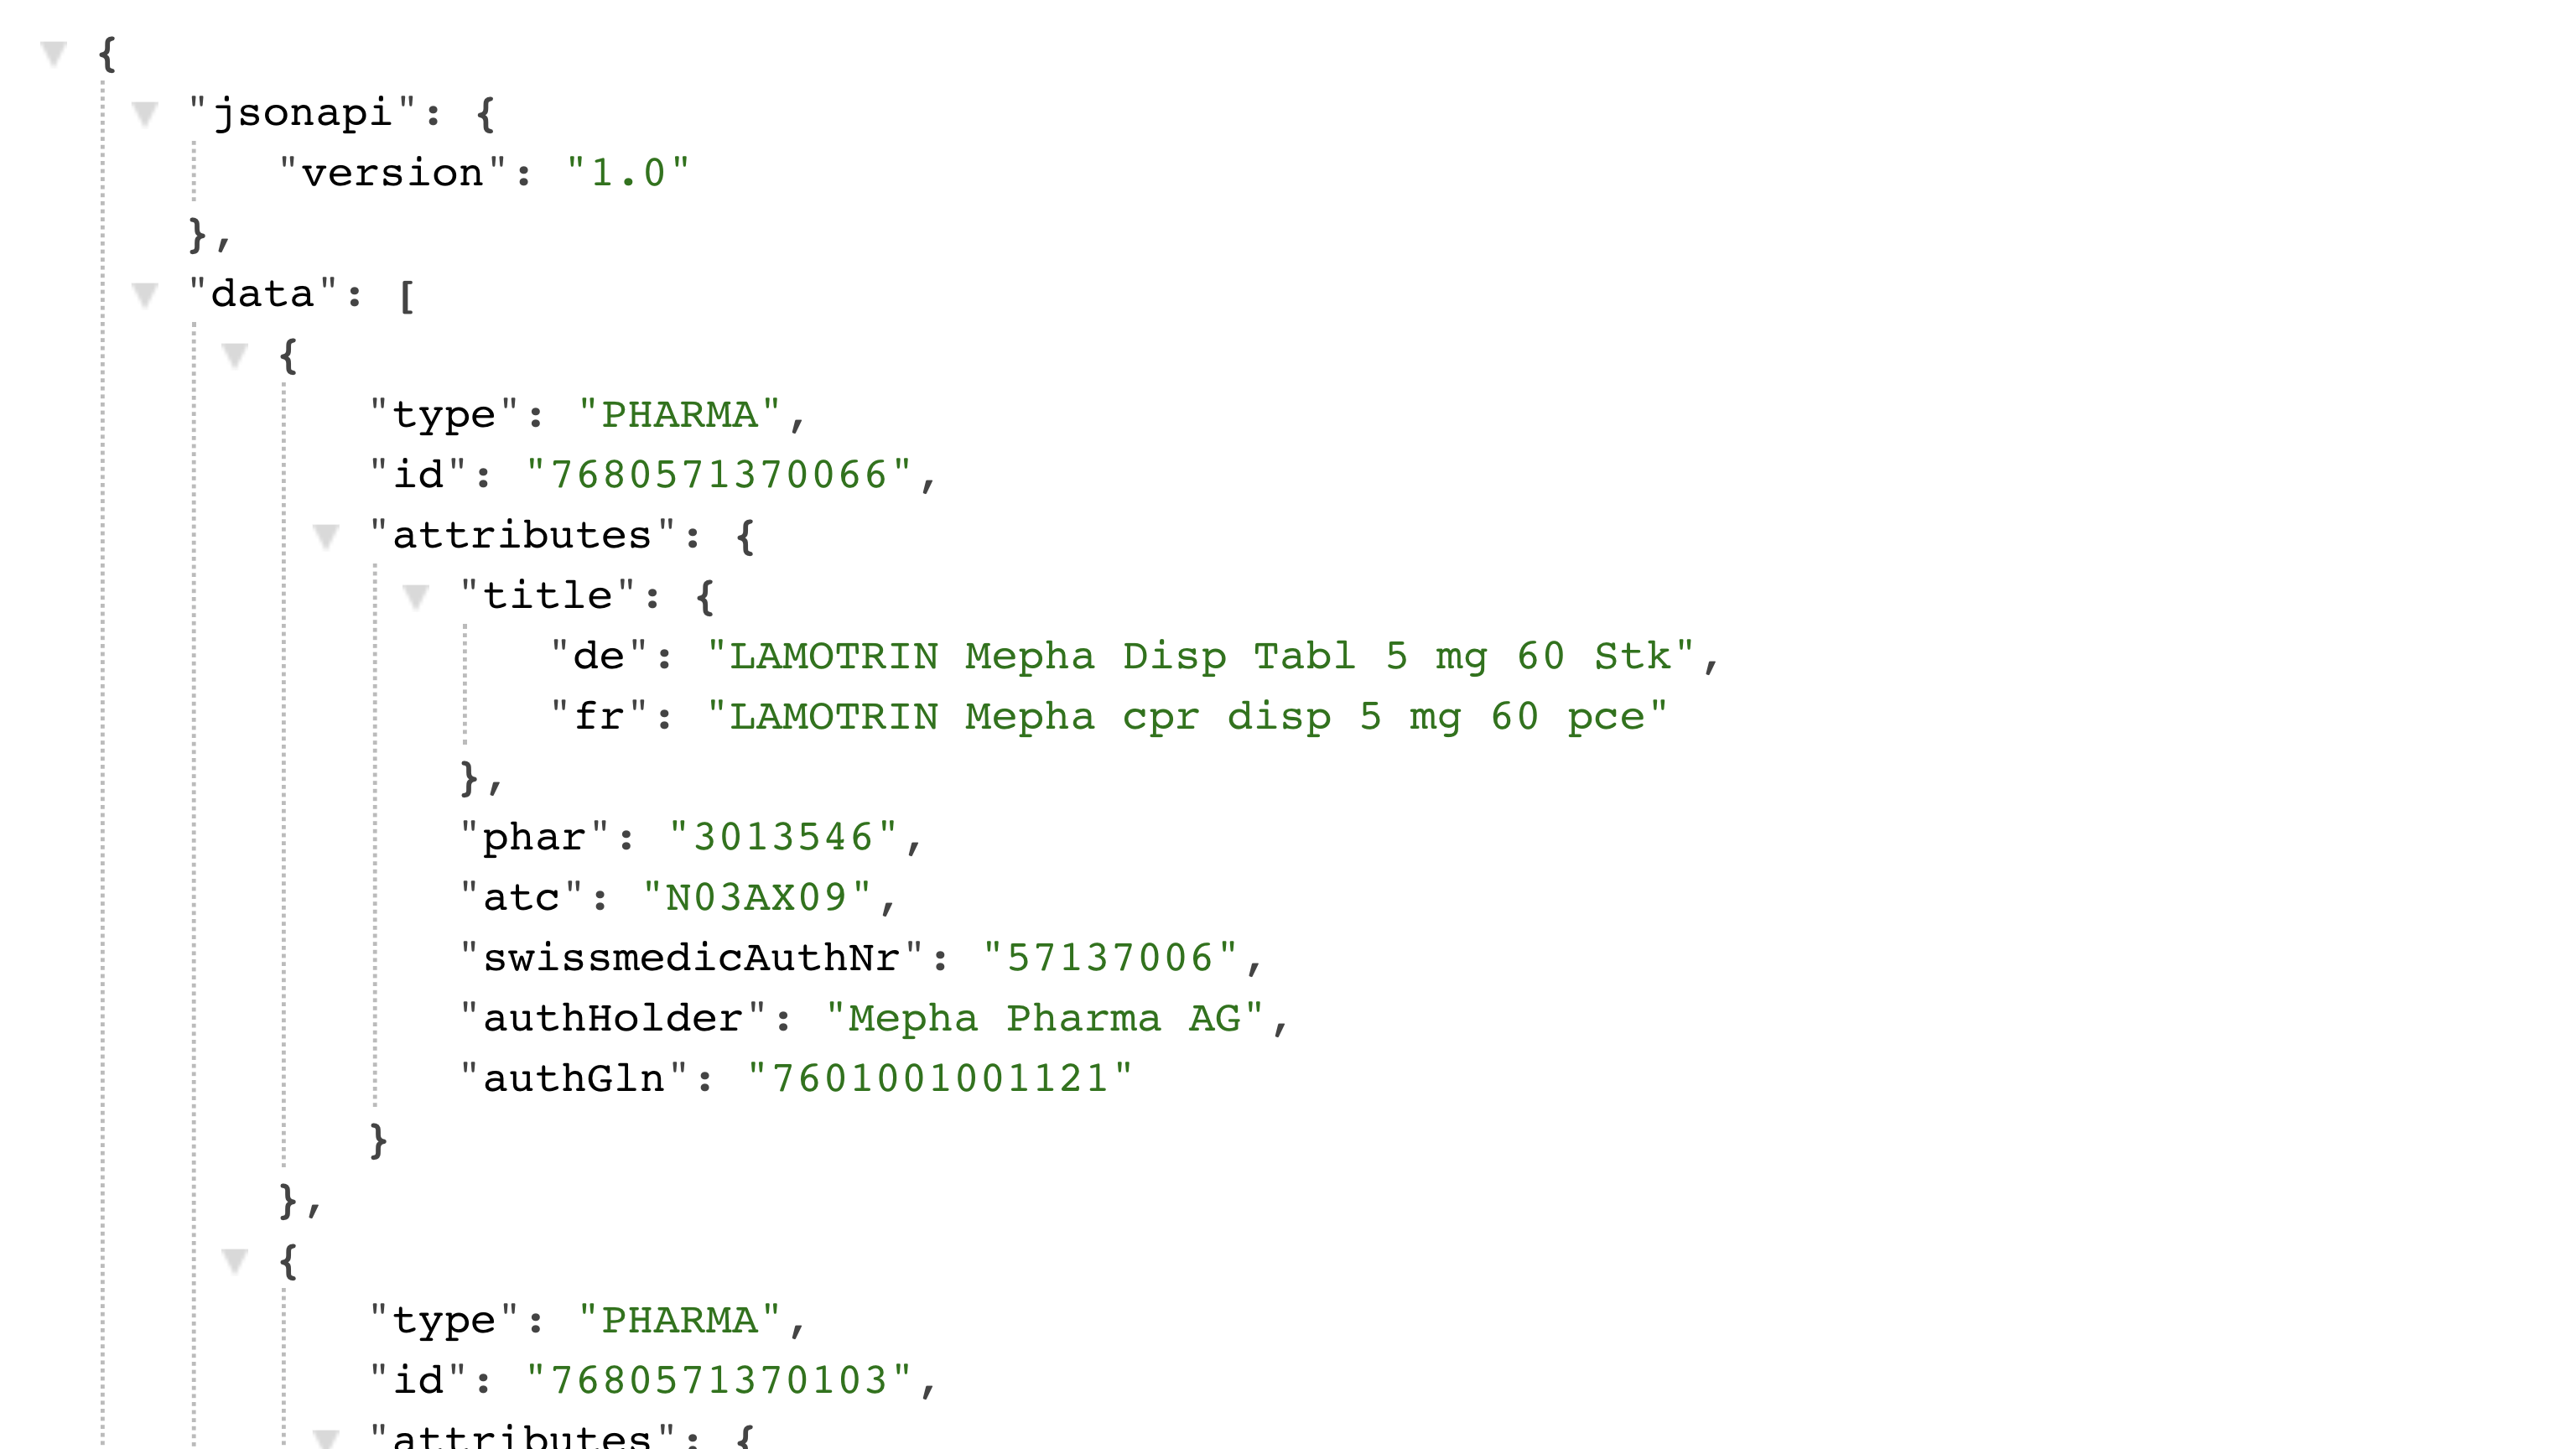 {
"jsonapi": {
"version": "1.0"
},
"data": [
{
"type": "PHARMA",
"id": "7680571370066",
"attributes": {
"title": {
"de": "LAMOTRIN Mepha Disp Tabl 5 mg 60 Stk",
"fr": "LAMOTRIN Mepha cpr disp 5 mg 60 pce"
},
"phar": "3013546",
"atc": "N03AX09",
"swissmedicAuthNr": "57137006",
"authHolder": "Mepha Pharma AG",
"authGln": "7601001001121"
}
},
{
"type": "PHARMA",
"id": "7680571370103",
"attributes": {